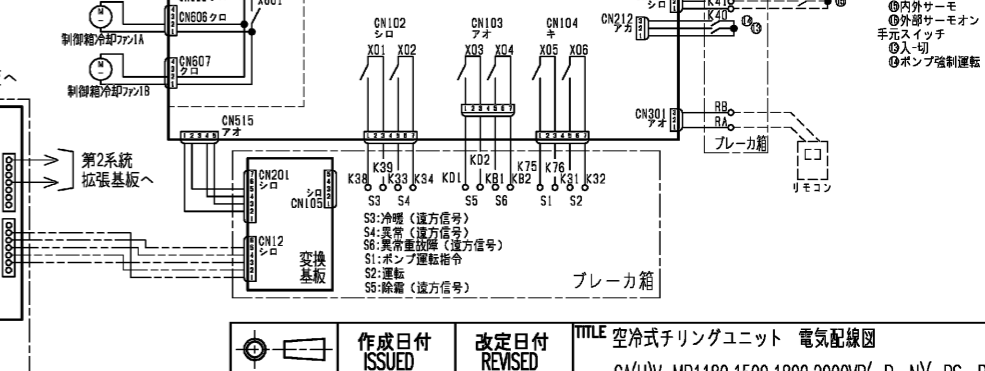 CN606 クロ
制御箱冷却ファン1A
CN607
クロ
制御箱冷却ファン1B
CN515
アオ
第2系統
拡張基板へ
CN102
クロ
X01 X02
CN103
アオ
X03 X04
CN104
キ
X05 X06
CN212
アカ
シロ
K41
K40
⑭
⑬
⑮内外サーモ
⑯外部サーモオン
手元スイッチ
⑬入-切
⑭ポンプ強制運転
CN301
アオ
RB
RA
ブレーカ箱
リモコン
CN201
シロ
シロ
CN105
CN12
シロ
変換
基板
K38 K39 K33 K34
KD1 KD2 KB1 KB2
K75 K76 K31 K32
S3 S4 S5 S6 S1 S2
S3:冷暖（遠方信号）
S4:異常（遠方信号）
S6:異常重故障（遠方信号）
S1:ポンプ運転指令
S2:運転
S5:除霜（遠方信号）
ブレーカ箱
作成日付
ISSUED
改定日付
REVISED
TITLE 空冷式チリングユニット 電気配線図